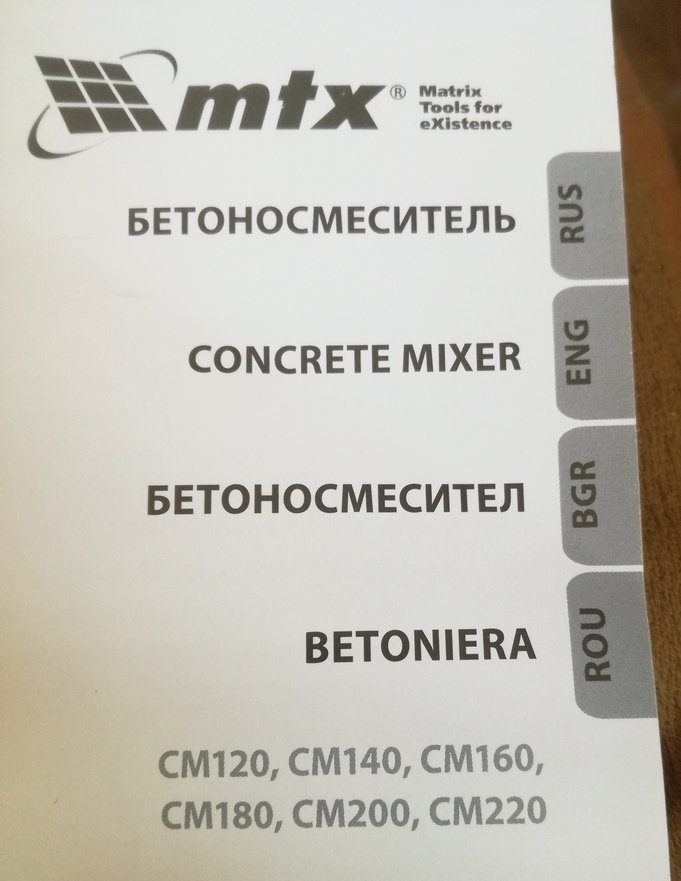 mtx® Matrix
Tools for
eXistence
БЕТОНОСМЕСИТЕЛЬ
RUS
CONCRETE MIXER
ENG
БЕТОНОСМЕСИТЕЛ
BGR
BETONIERA
ROU
CM120, CM140, CM160,
CM180, CM200, CM220